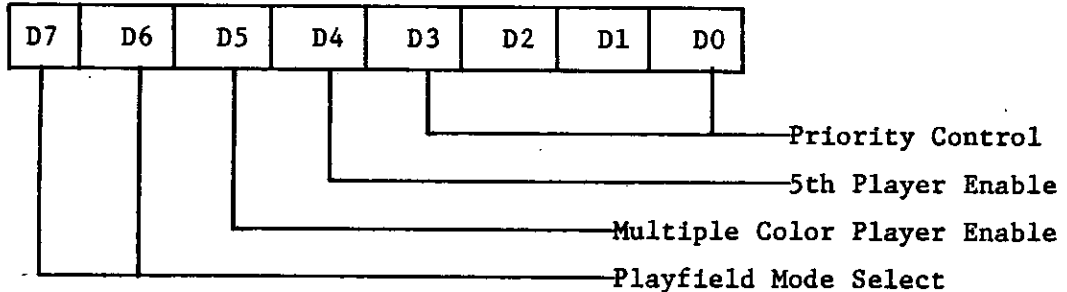 D7 D6 D5 D4 D3 D2 D1 D0
Priority Control
5th Player Enable
Multiple Color Player Enable
Playfield Mode Select